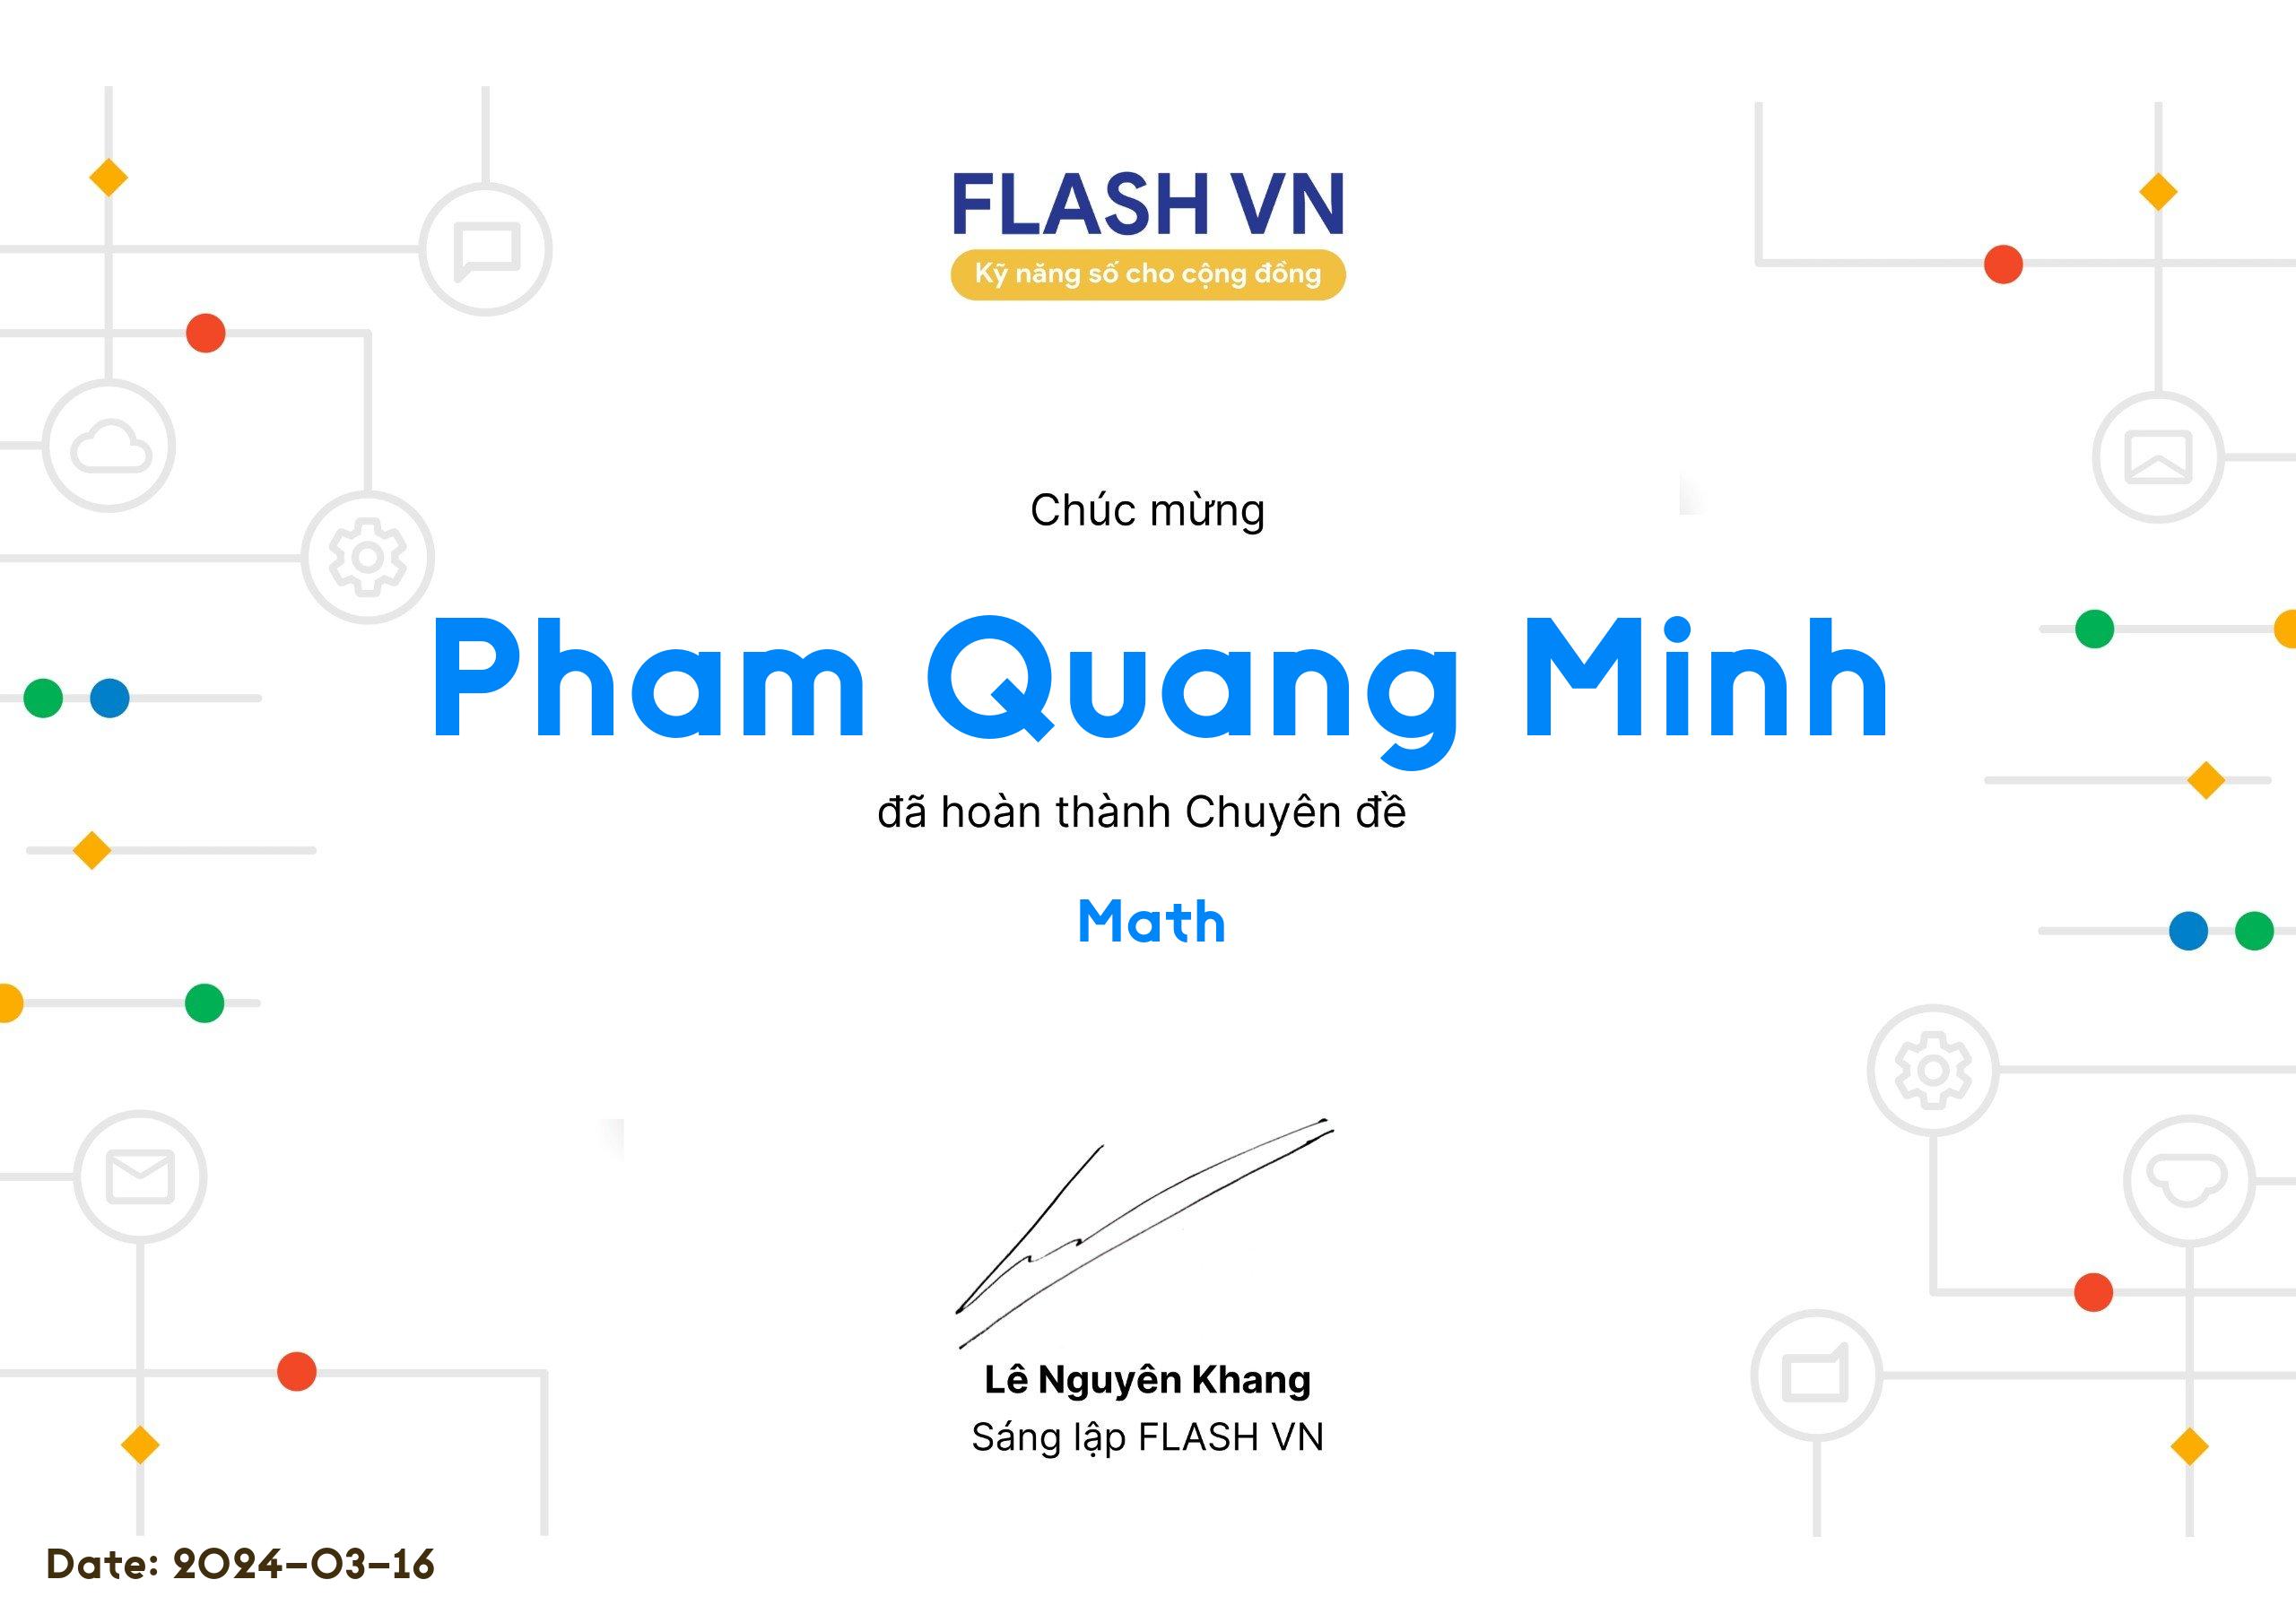 FLASH VN
Kỹ năng số cho cộng đồng
Chúc mừng
Pham Quang Minh
đã hoàn thành Chuyên đề
Math
Lê Nguyên Khang
Sáng lập FLASH VN
Date: 2024-03-16